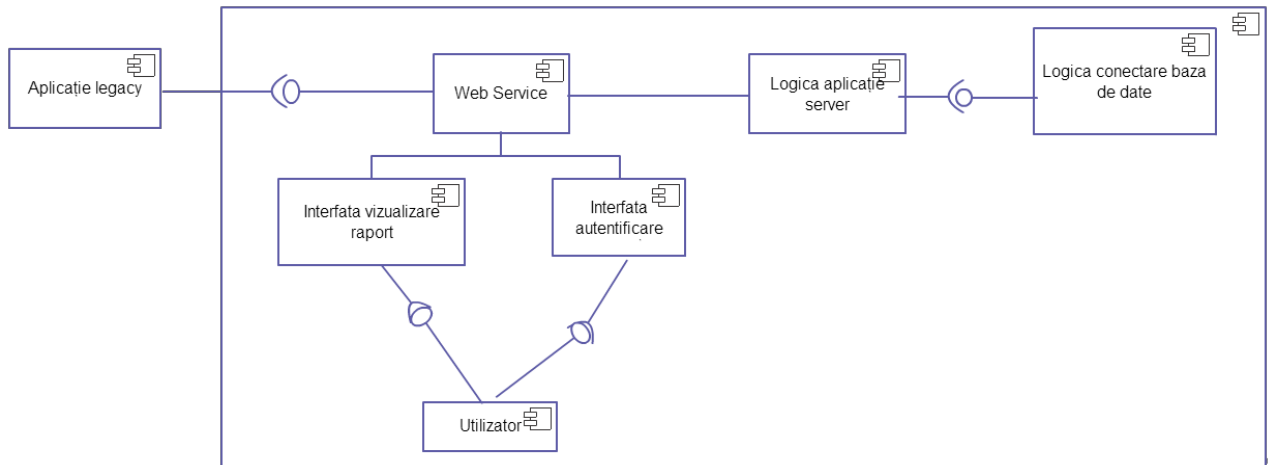 Aplicație legacy
Web Service
Logica aplicație
server
Logica conectare baza
de date
Interfata vizualizare
raport
Interfata
autentificare
Utilizator